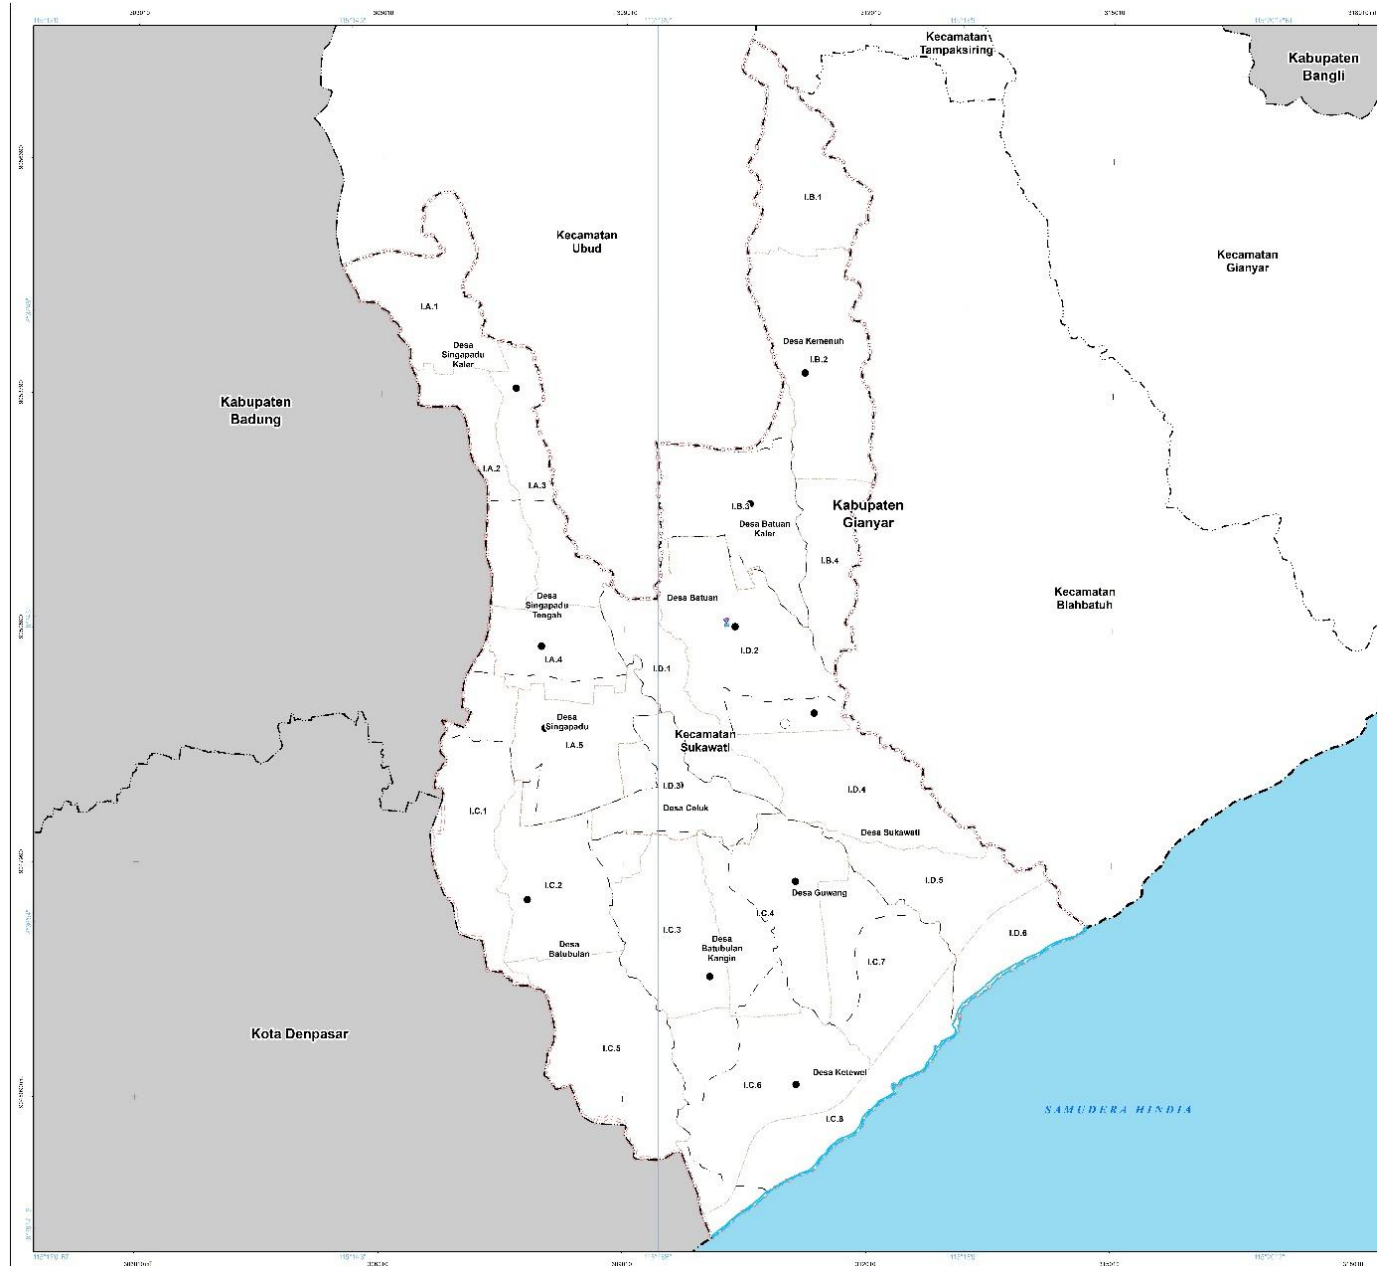 Kecamatan
Tampaksiring
Kabupaten
Bangli
I.B.1
Kecamatan
Ubud
Kecamatan
Gianyar
I.A.1
Desa
Singapadu
Kaler
Desa Kemenuh
I.B.2
Kabupaten
Badung
I.A.2
I.A.3
I.B.3
Desa Batuan
Kaler
Kabupaten
Gianyar
I.B.4
Desa
Singapadu
Tengah
Desa Batuan
Kecamatan
Blahbatuh
I.A.4
I.D.1
I.D.2
Desa
Singapadu
I.A.5
Kecamatan
Sukawati
I.C.1
I.D.3
I.D.4
Desa Celuk
Desa Sukawati
I.C.2
Desa Guwang
I.D.5
I.C.3
I.C.4
I.D.6
Desa
Batubulan
Desa
Batubulan
Kangin
I.C.7
Kota Denpasar
I.C.5
I.C.6
Desa Ketewel
I.C.8
SAMUDERA HINDIA